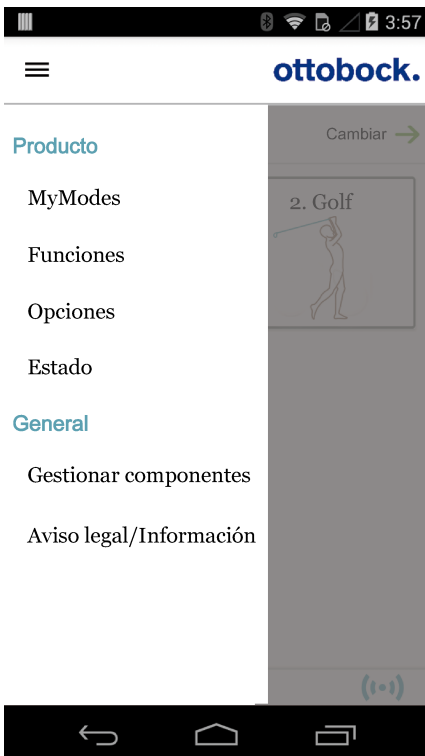 3:57
ottobock.
Cambiar
Producto
MyModes
2. Golf
Funciones
Opciones
Estado
General
Gestionar componentes
Aviso legal/Información